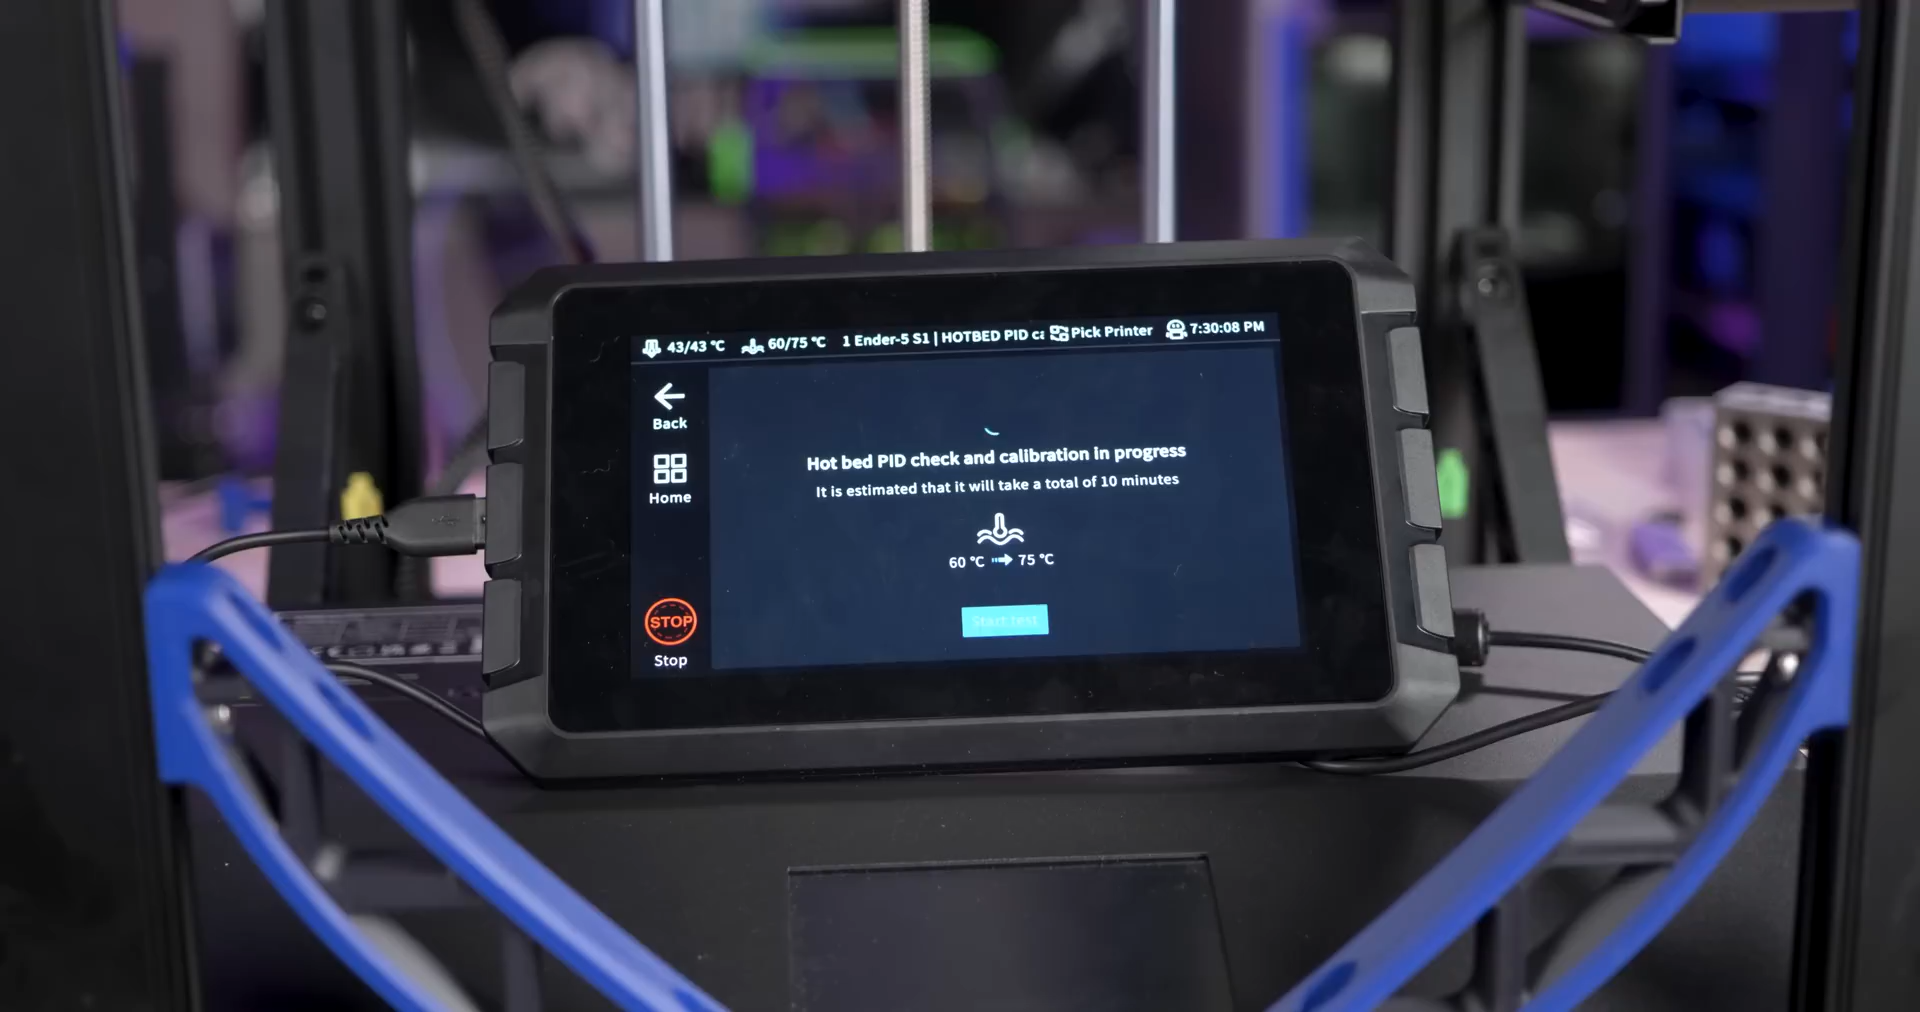 43/43 ℃ 60/75 ℃ 1 Ender-5 S1 | HOTBED PID ca Pick Printer 7:30:08 PM
Back
Hot bed PID check and calibration in progress
It is estimated that it will take a total of 10 minutes
Home
60 ℃ 75 ℃
STOP
Start test
Stop